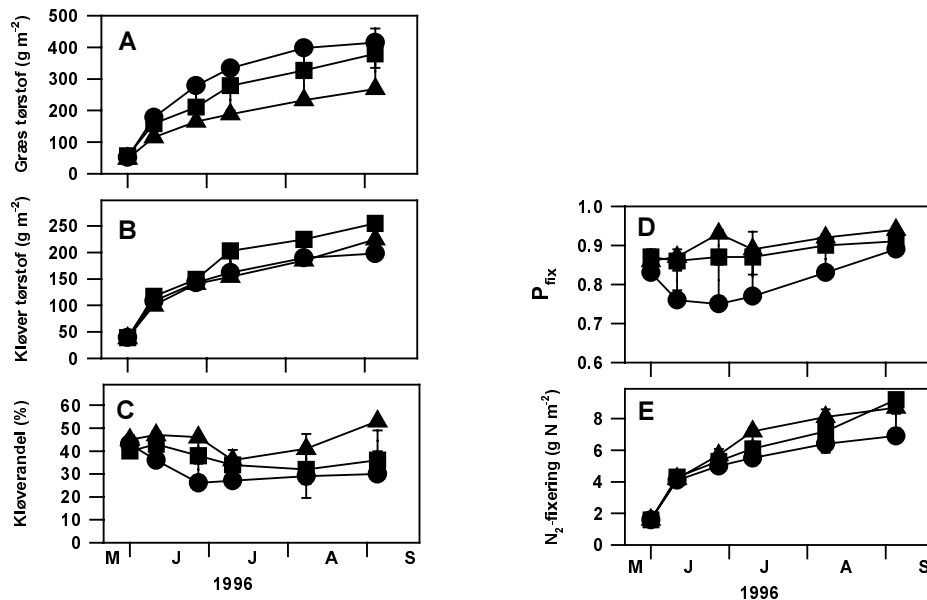 A
Græs tørstof (g m-2)
500
400
300
200
100
0
B
Kløver tørstof (g m-2)
250
200
150
100
50
0
C
Kløverandel (%)
60
50
40
30
20
10
0
M J J A S
1996
D
Pfix
1.0
0.9
0.8
0.7
0.6
E
N2-fixering (g N m-2)
8
6
4
2
0
M J J A S
1996